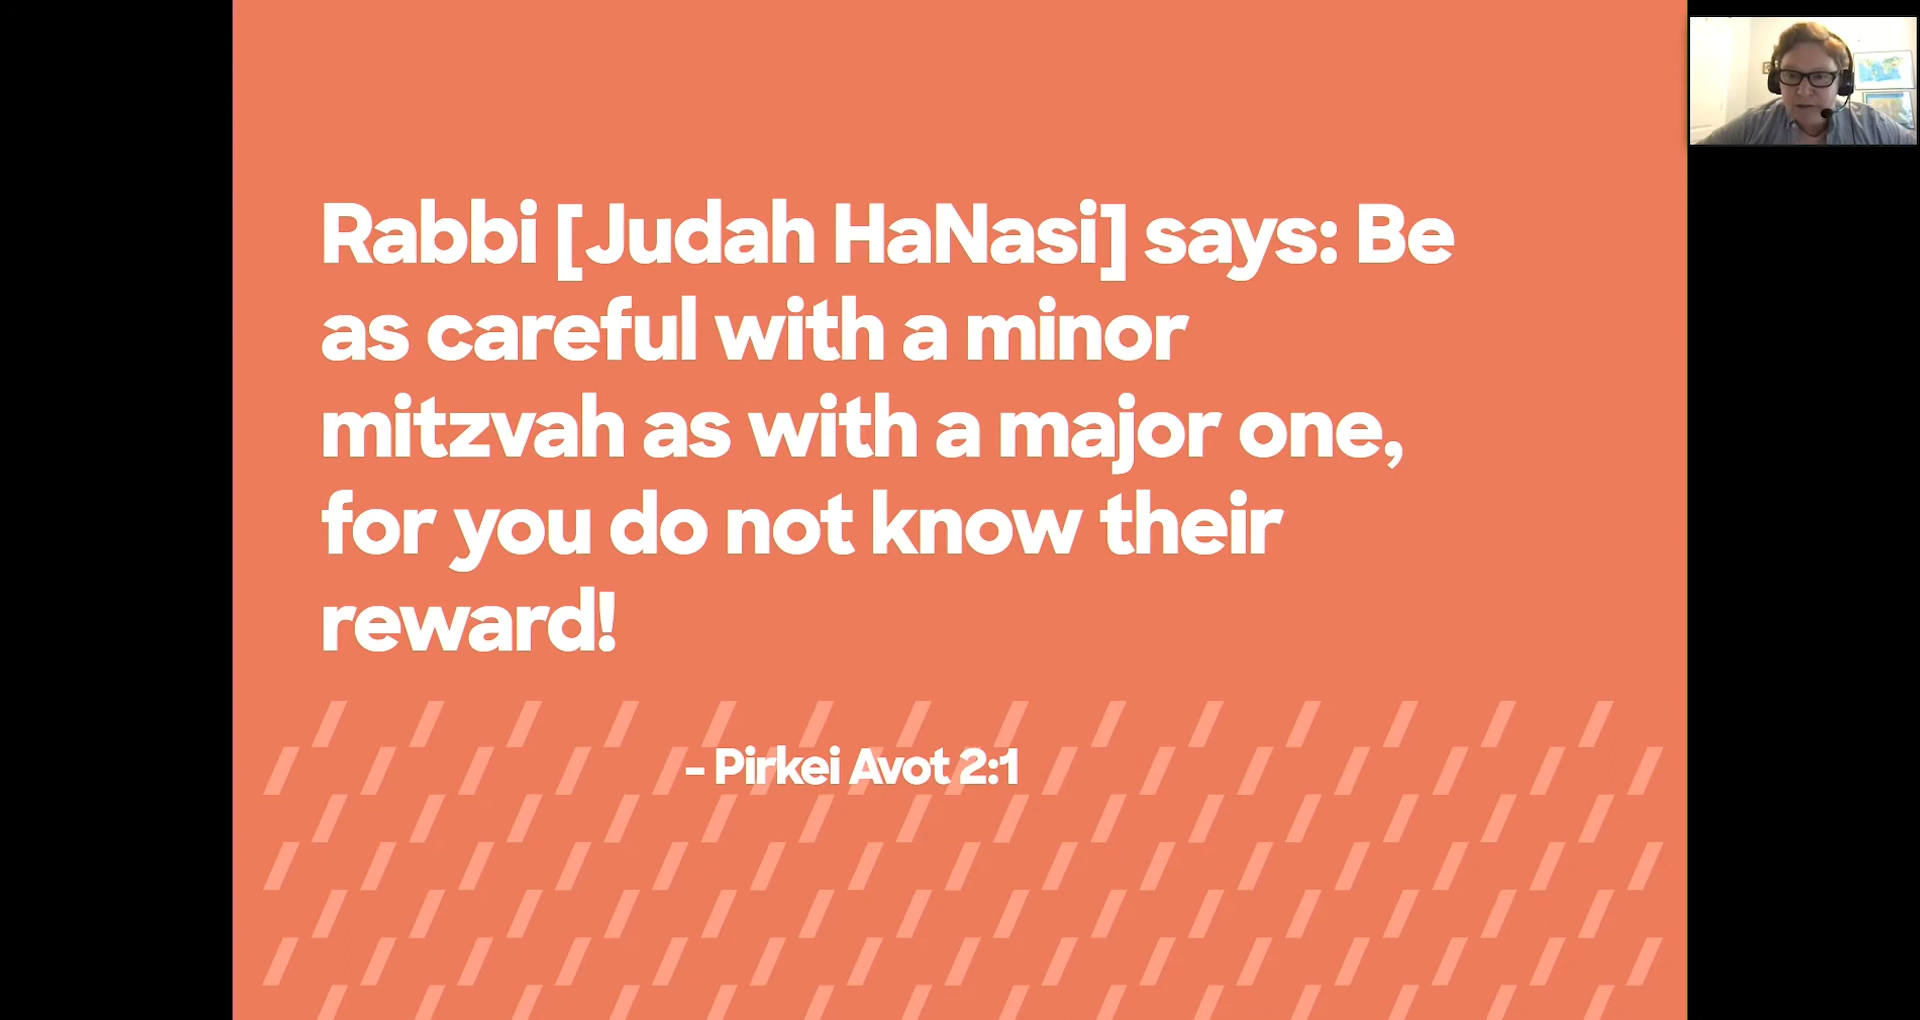 Rabbi [Judah HaNasi] says: Be
as careful with a minor
mitzvah as with a major one,
for you do not know their
reward!
- Pirkei Avot 2:1